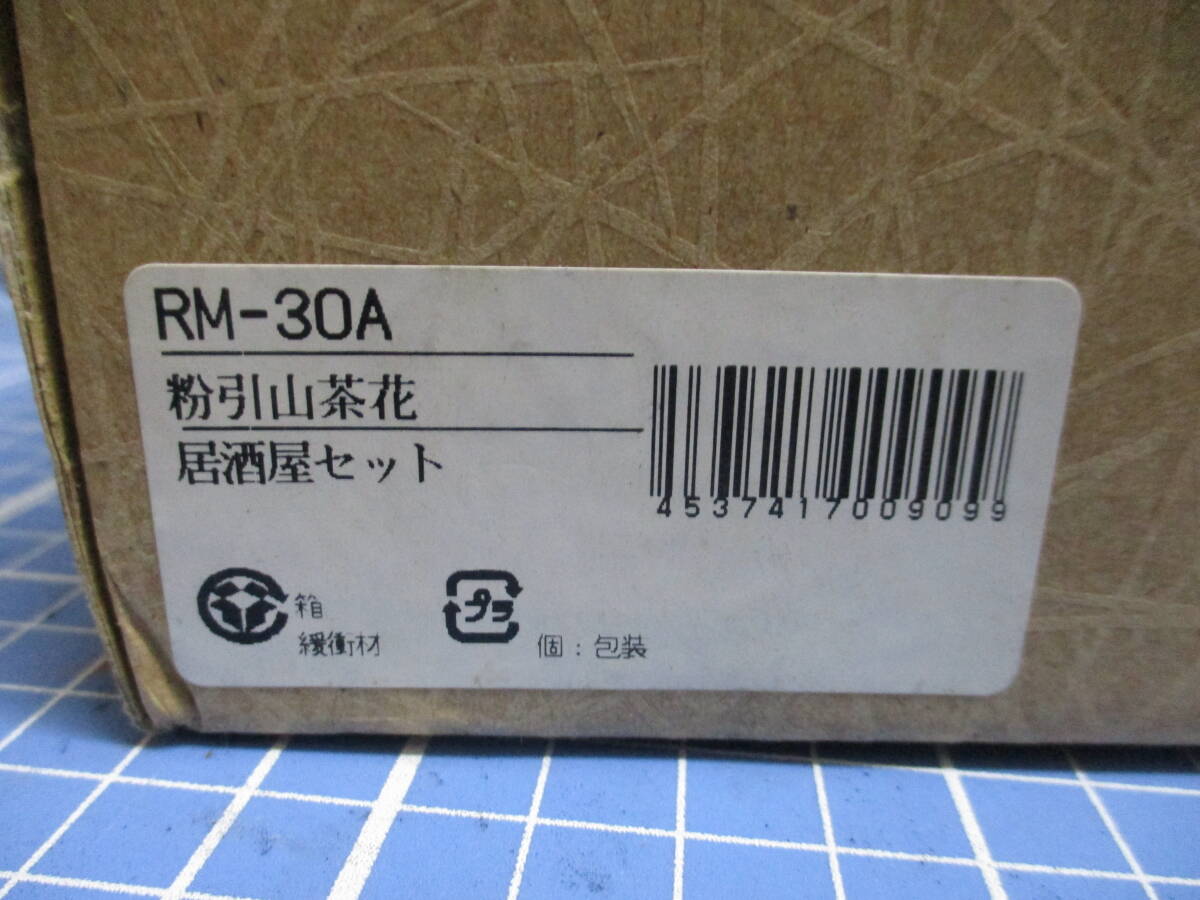 RM-30A
粉引山茶花
居酒屋セット
4537417009099
箱
緩衝材
プラ
個:包装